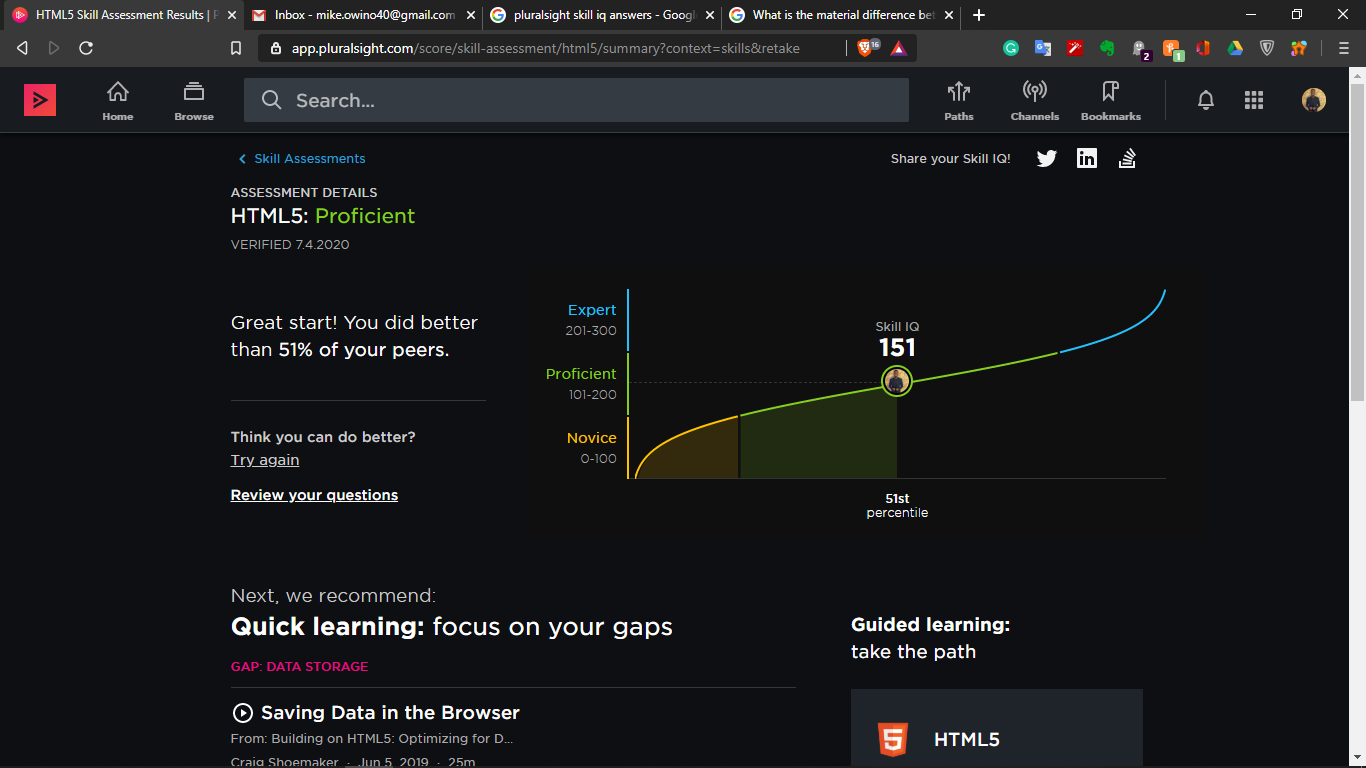 HTML5 Skill Assessment Results | P
Inbox - mike.owino40@gmail.com
pluralsight skill iq answers - Googl
What is the material difference bet
app.pluralsight.com/score/skill-assessment/html5/summary?context=skills&retake
16
2
1
Home
Browse
Search...
Paths
Channels
Bookmarks
Skill Assessments
Share your Skill IQ!
ASSESSMENT DETAILS
HTML5: Proficient
VERIFIED 7.4.2020
Great start! You did better
than 51% of your peers.
Think you can do better?
Try again
Review your questions
Expert
201-300
Proficient
101-200
Novice
0-100
Skill IQ
151
51st
percentile
Next, we recommend:
Quick learning: focus on your gaps
GAP: DATA STORAGE
Saving Data in the Browser
From: Building on HTML5: Optimizing for D...
Craig Shoemaker · Jun 5, 2019 · 25m
Guided learning:
take the path
HTML5